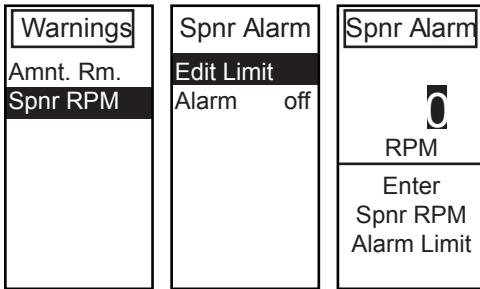 Warnings
Amnt. Rm.
Spnr RPM
Spnr Alarm
Edit Limit
Alarm off
Spnr Alarm
0
RPM
Enter
Spnr RPM
Alarm Limit